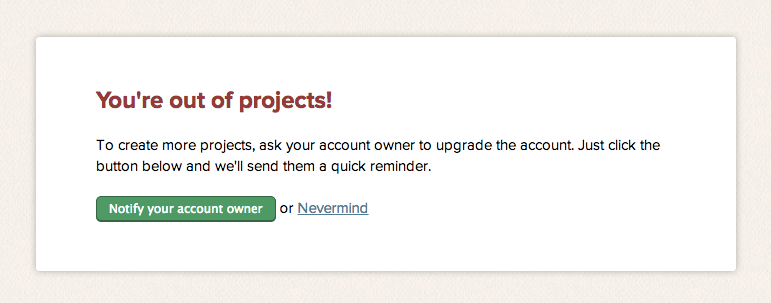 You're out of projects!
To create more projects, ask your account owner to upgrade the account. Just click the
button below and we'll send them a quick reminder.
Notify your account owner or Nevermind